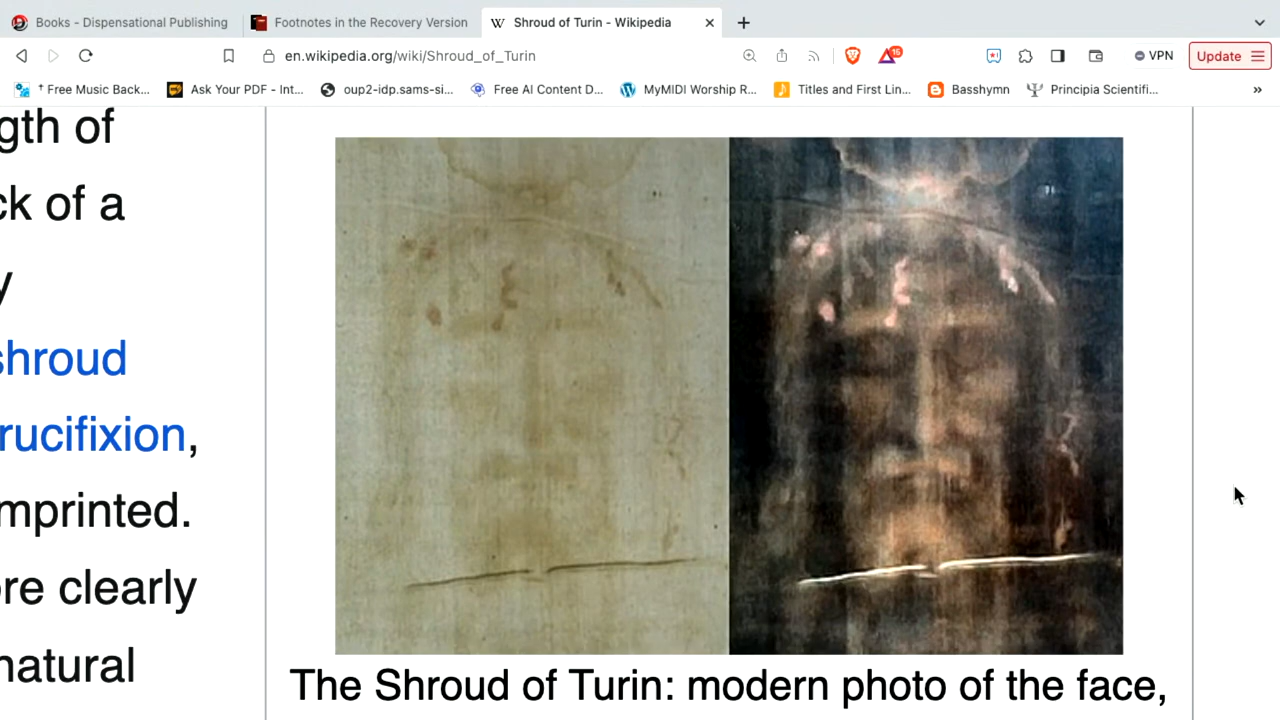 Books - Dispensational Publishing
Footnotes in the Recovery Version
W Shroud of Turin - Wikipedia
en.wikipedia.org/wiki/Shroud_of_Turin
16
VPN
Update
† Free Music Back...
Ask Your PDF - Int...
oup2-idp.sams-si...
Free AI Content D...
MyMIDI Worship R...
Titles and First Lin...
Basshymn
Principia Scientifi...
»
gth of
ck of a
y
shroud
rucifixion,
mprinted.
re clearly
natural
The Shroud of Turin: modern photo of the face,